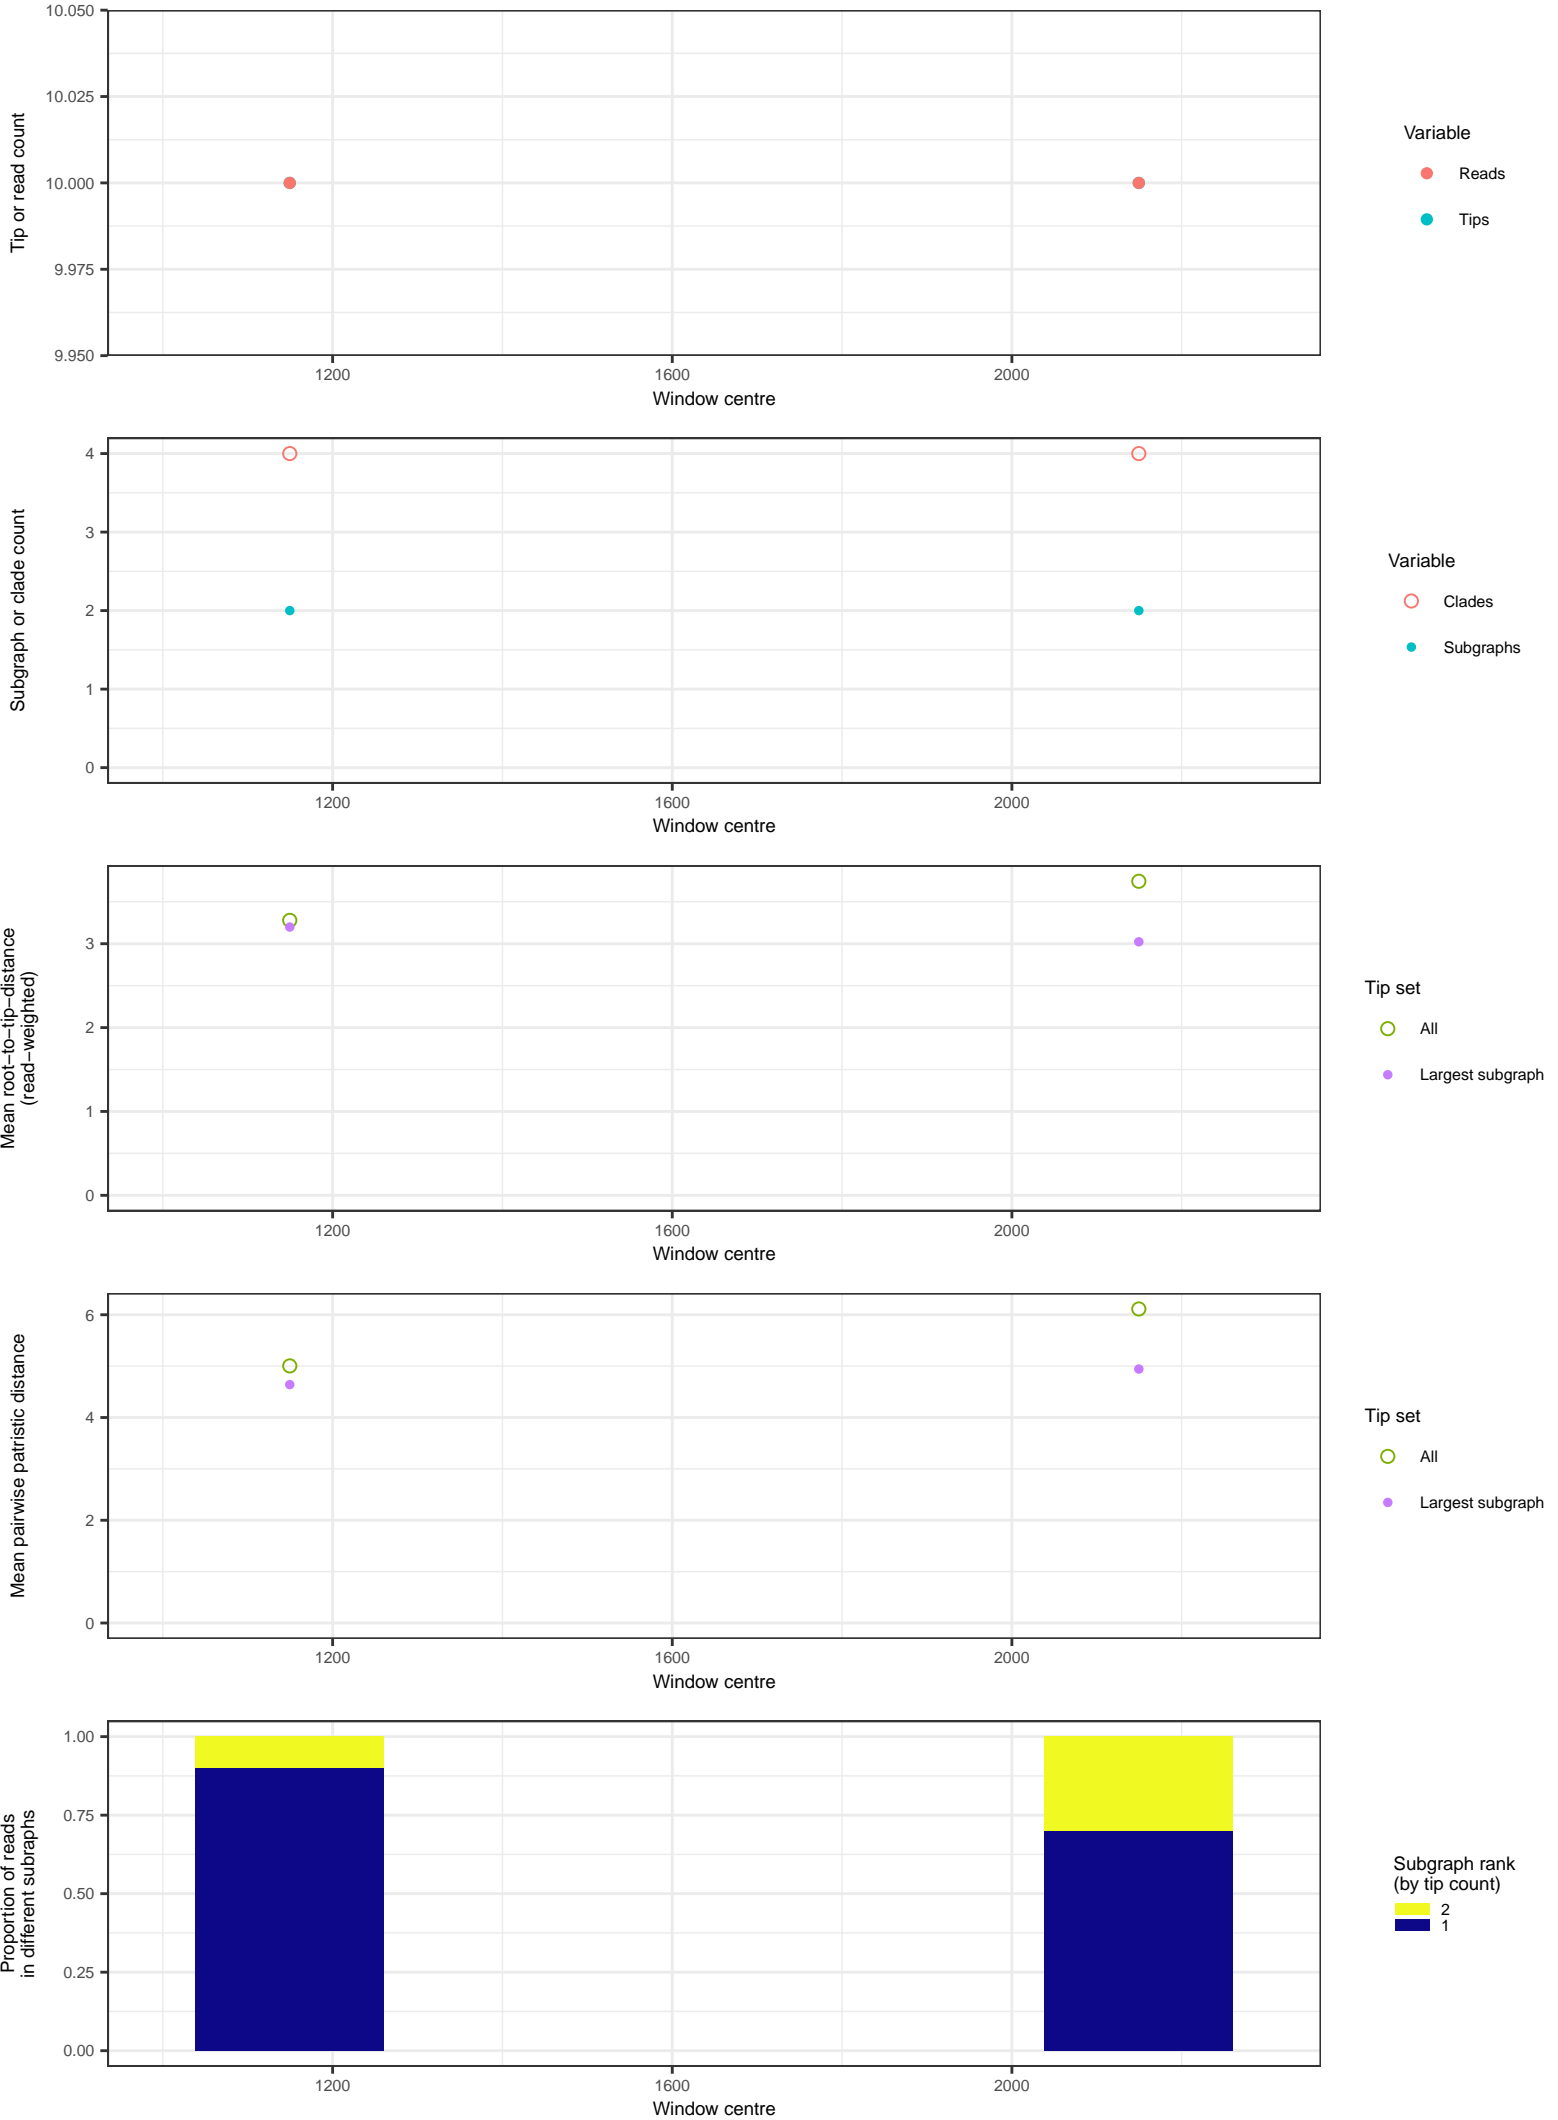 10.050
10.025
10.000
9.975
9.950
Tip or read count
1200
1600
2000
Window centre
Variable
Reads
Tips
4
3
2
1
0
Subgraph or clade count
1200
1600
2000
Window centre
Variable
Clades
Subgraphs
3
2
1
0
Mean root−to−tip−distance
(read−weighted)
1200
1600
2000
Window centre
Tip set
All
Largest subgraph
6
4
2
0
Mean pairwise patristic distance
1200
1600
2000
Window centre
Tip set
All
Largest subgraph
1.00
0.75
0.50
0.25
0.00
Proportion of reads
in different subraphs
1200
1600
2000
Window centre
Subgraph rank
(by tip count)
2
1